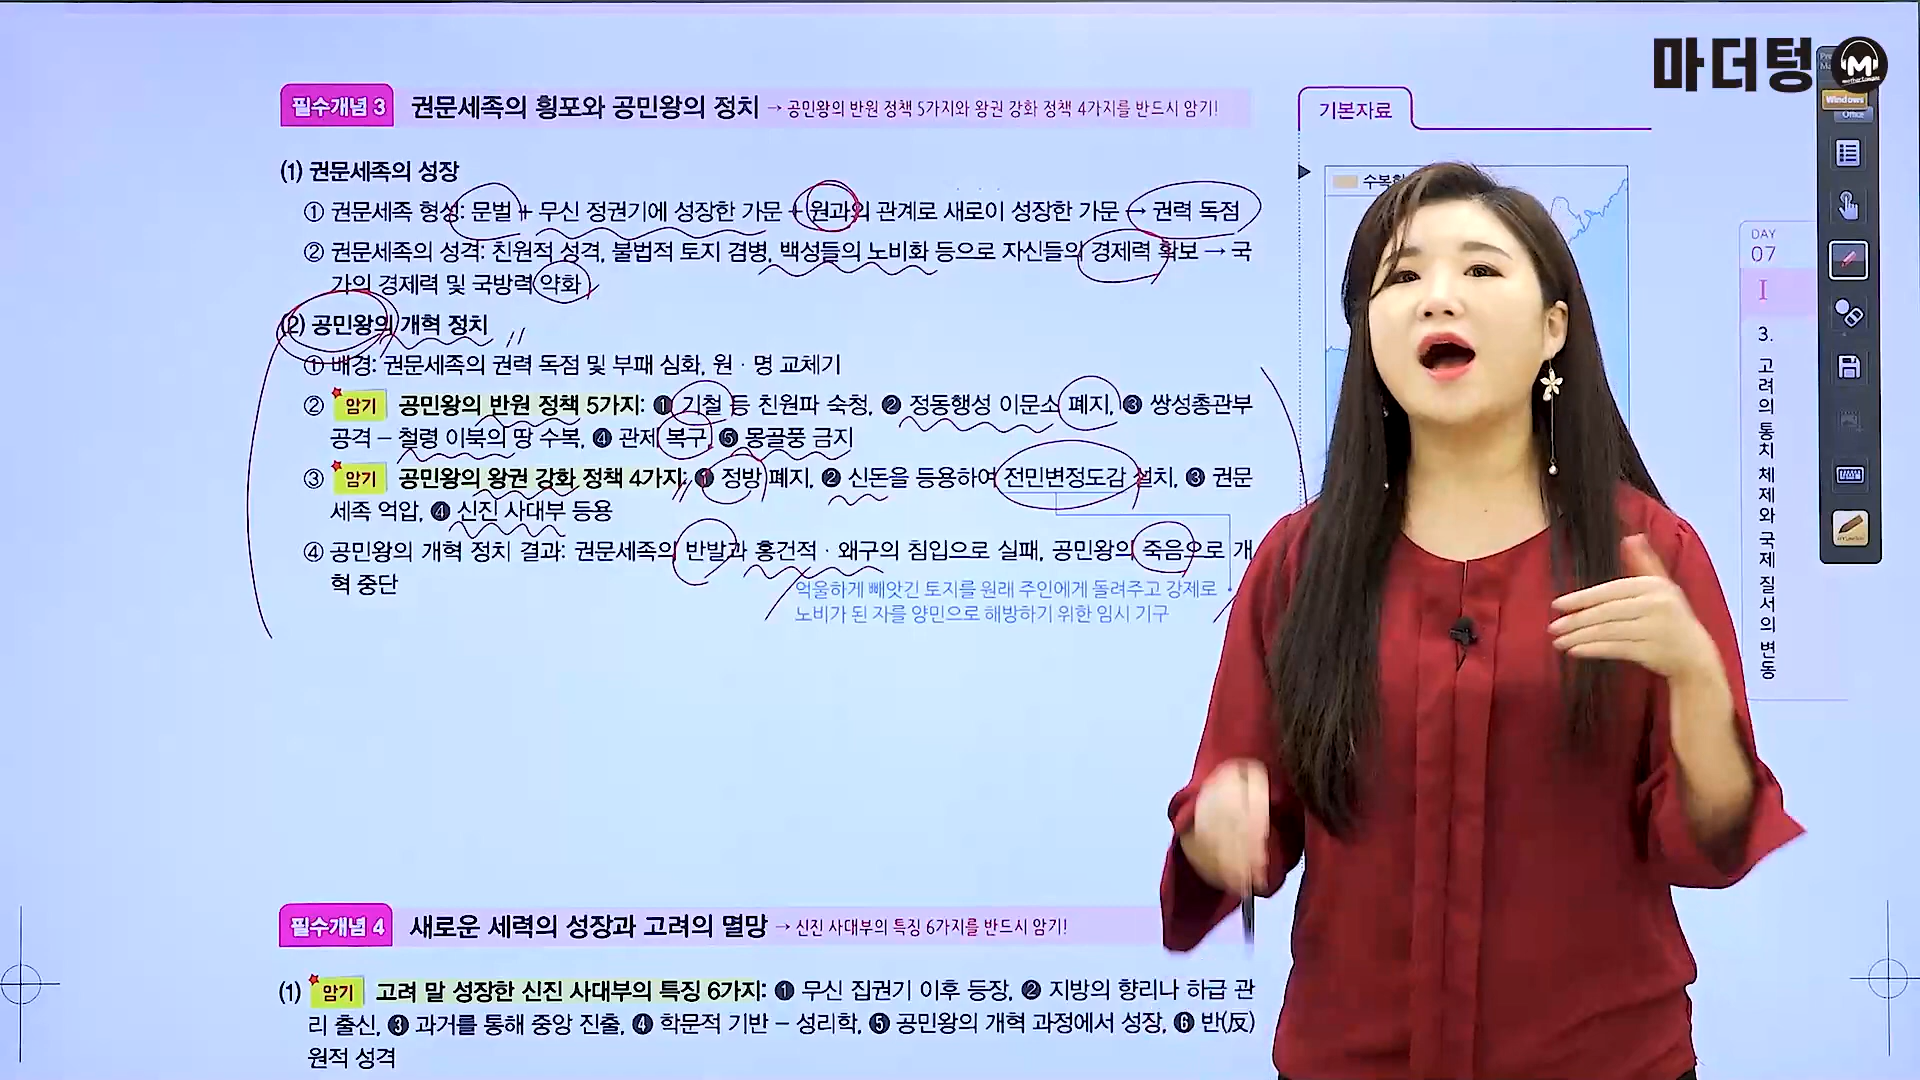 마더텅
필수개념 3 권문세족의 횡포와 공민왕의 정치 → 공민왕의 반원 정책 5가지와 왕권 강화 정책 4가지를 반드시 암기!
(1) 권문세족의 성장
① 권문세족 형성: 문벌 + 무신 정권기에 성장한 가문 + 원과의 관계로 새로이 성장한 가문 → 권력 독점
② 권문세족의 성격: 친원적 성격, 불법적 토지 겸병, 백성들의 노비화 등으로 자신들의 경제력 확보 → 국
가의 경제력 및 국방력 약화
(2) 공민왕의 개혁 정치
① 배경: 권문세족의 권력 독점 및 부패 심화, 원·명 교체기
② 암기 공민왕의 반원 정책 5가지: ❶ 기철 등 친원파 숙청, ❷ 정동행성 이문소 폐지, ❸ 쌍성총관부
공격 – 철령 이북의 땅 수복, ❹ 관제 복구, ❺ 몽골풍 금지
③ 암기 공민왕의 왕권 강화 정책 4가지: ❶ 정방 폐지, ❷ 신돈을 등용하여 전민변정도감 설치, ❸ 권문
세족 억압, ❹ 신진 사대부 등용
④ 공민왕의 개혁 정치 결과: 권문세족의 반발과 홍건적·왜구의 침입으로 실패, 공민왕의 죽음으로 개
혁 중단
억울하게 빼앗긴 토지를 원래 주인에게 돌려주고 강제로
노비가 된 자를 양민으로 해방하기 위한 임시 기구
필수개념 4 새로운 세력의 성장과 고려의 멸망 → 신진 사대부의 특징 6가지를 반드시 암기!
(1) 암기 고려 말 성장한 신진 사대부의 특징 6가지: ❶ 무신 집권기 이후 등장, ❷ 지방의 향리나 하급 관
리 출신, ❸ 과거를 통해 중앙 진출, ❹ 학문적 기반 – 성리학, ❺ 공민왕의 개혁 과정에서 성장, ❻ 반(反)
원적 성격
기본자료
수복한
DAY
07
I
3. 고려의 통치 체제와 국제 질서의 변동
Windows
Office